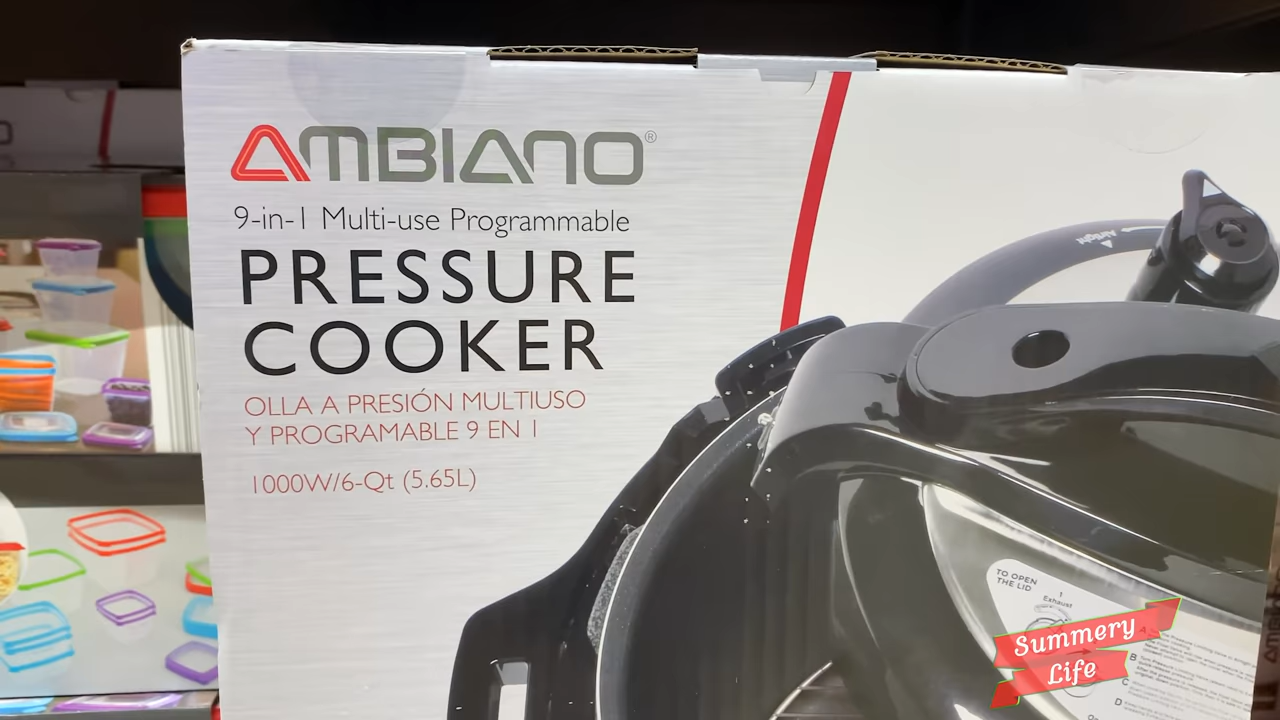 AMBIANO®
9-in-1 Multi-use Programmable
PRESSURE
COOKER
OLLA A PRESIÓN MULTIUSO
Y PROGRAMABLE 9 EN 1
1000W/6-Qt (5.65L)
Airtight
TO OPEN
THE LID
1
Exhaust
A
B
C
D
Summery
Life